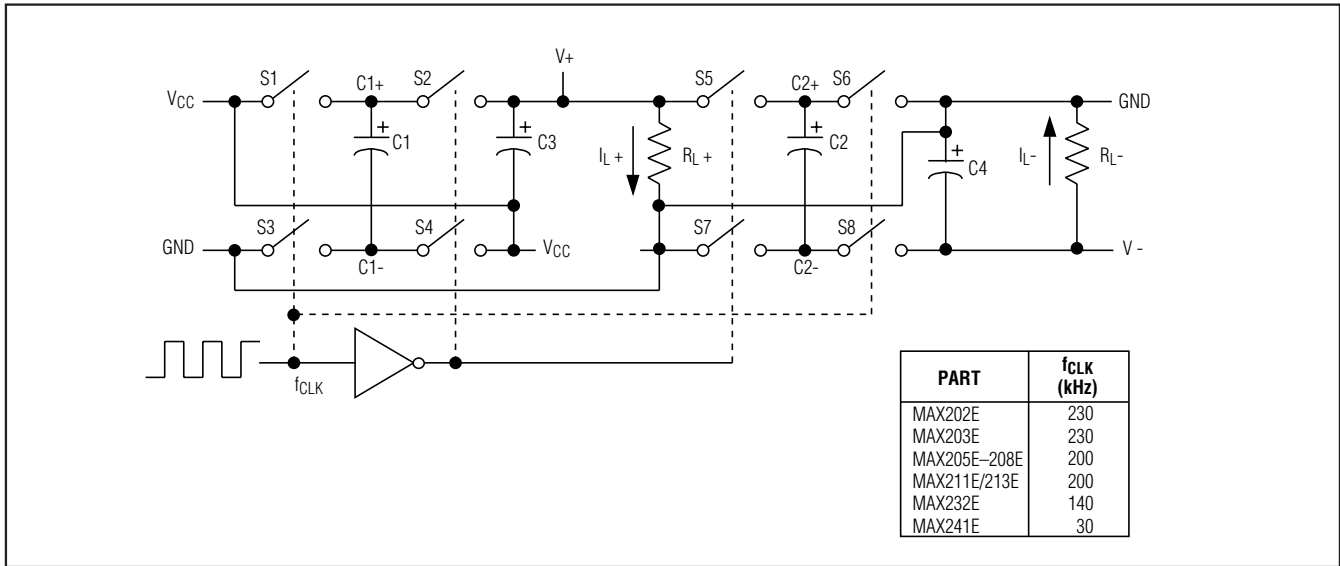 V+
S1
C1+
S2
S5
C2+
S6
VCC
GND
+
C1
+
C3
IL +
RL +
+
C2
+
C4
IL-
RL-
GND
S3
S4
VCC
S7
S8
V -
C1-
C2-
fCLK
PART fCLK (kHz)
MAX202E 230
MAX203E 230
MAX205E–208E 200
MAX211E/213E 200
MAX232E 140
MAX241E 30